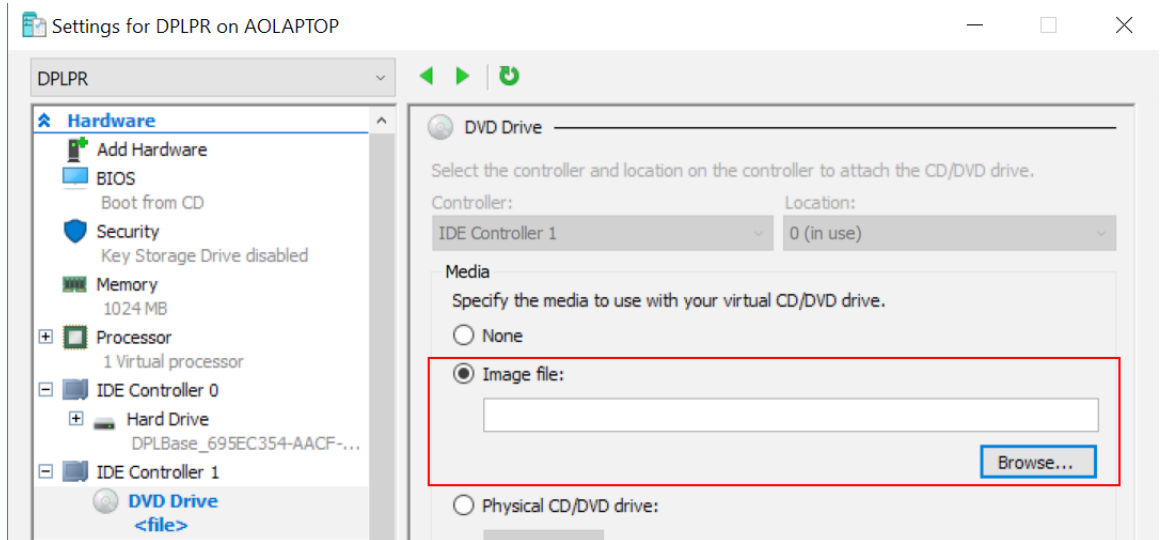 Settings for DPLPR on AOLAPTOP
DPLPR
Hardware
Add Hardware
BIOS
Boot from CD
Security
Key Storage Drive disabled
Memory
1024 MB
Processor
1 Virtual processor
IDE Controller 0
Hard Drive
DPLBase_695EC354-AACF-...
IDE Controller 1
DVD Drive
<file>
DVD Drive
Select the controller and location on the controller to attach the CD/DVD drive.
Controller: Location:
IDE Controller 1 0 (in use)
Media
Specify the media to use with your virtual CD/DVD drive.
None
Image file:
Browse...
Physical CD/DVD drive: